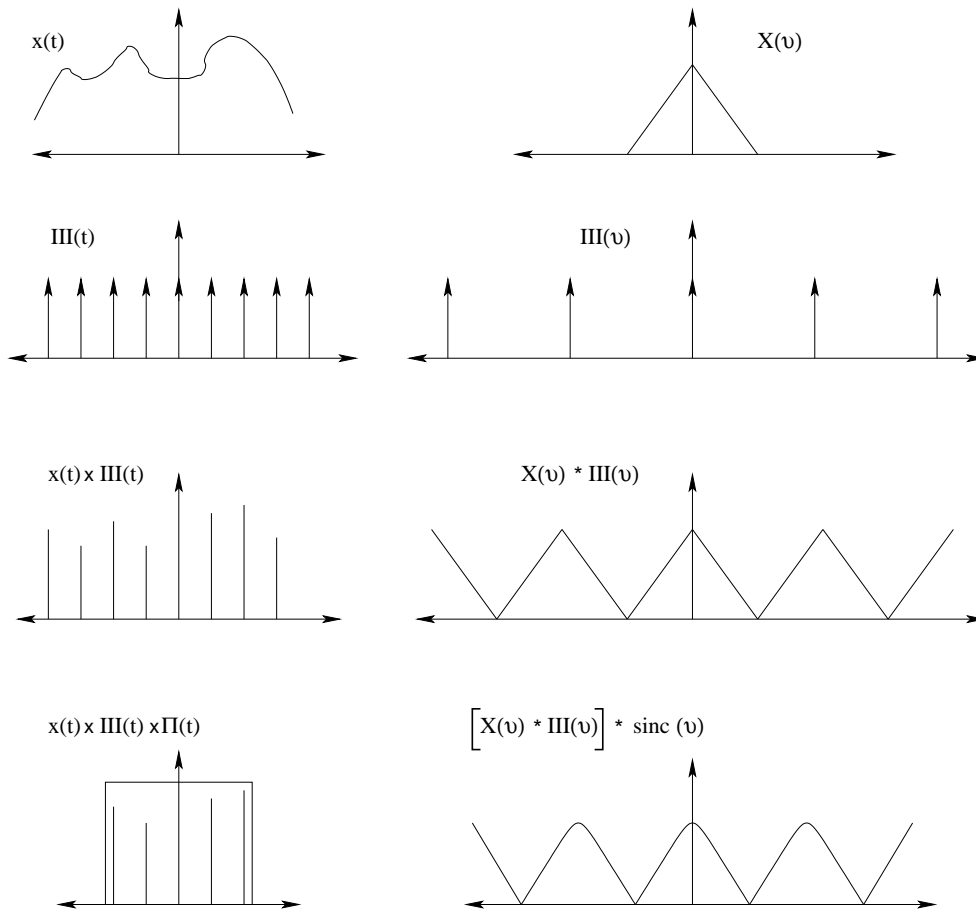 x(t)
X(υ)
III(t)
III(υ)
x(t) x III(t)
X(υ) * III(υ)
x(t) x III(t) x Π(t)
[X(υ) * III(υ)] * sinc (υ)